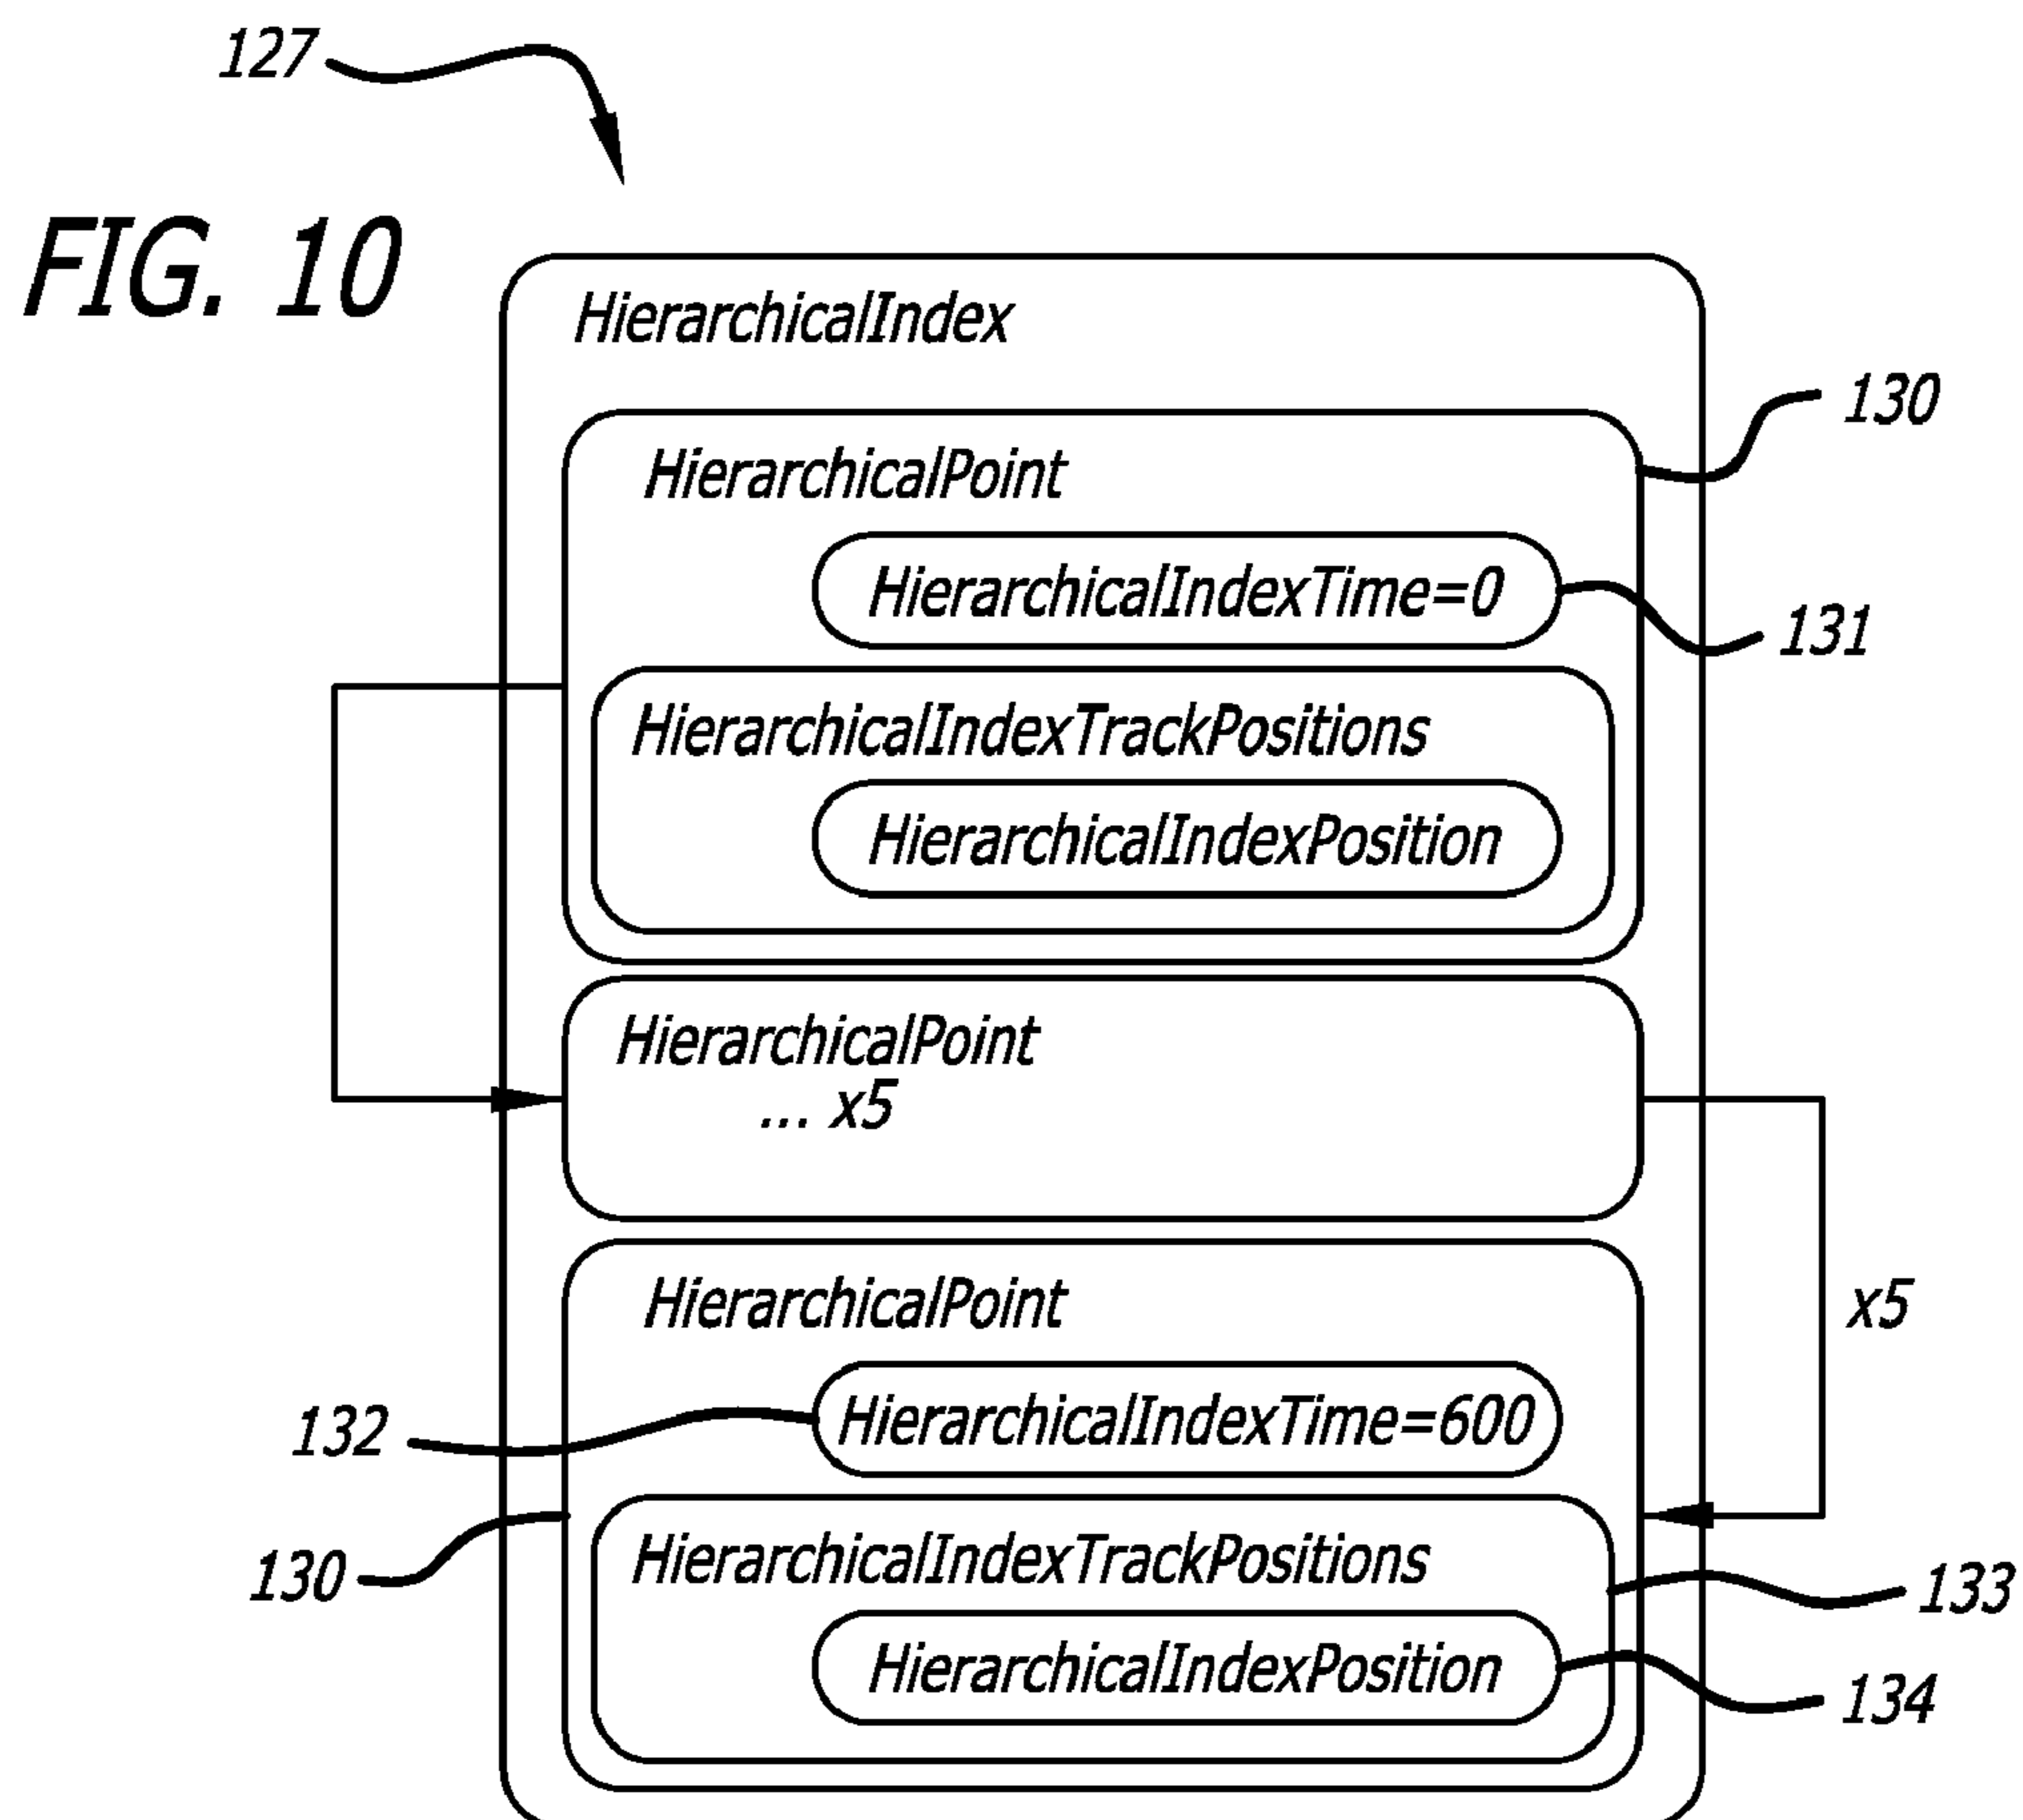 127
FIG. 10
HierarchicalIndex
130
HierarchicalPoint
HierarchicalIndexTime=0
131
HierarchicalIndexTrackPositions
HierarchicalIndexPosition
HierarchicalPoint
... x5
HierarchicalPoint
x5
132
HierarchicalIndexTime=600
130
HierarchicalIndexTrackPositions
133
HierarchicalIndexPosition
134